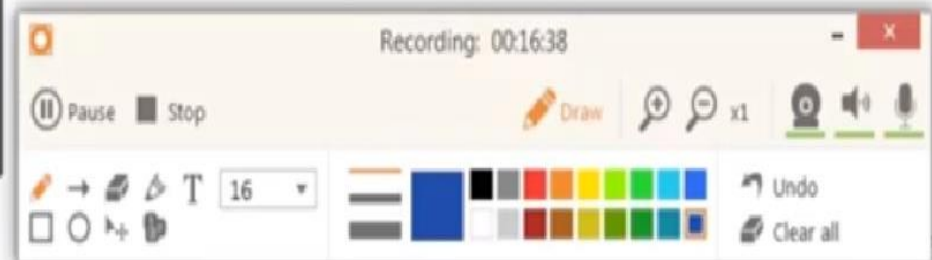 Recording: 00:16:38
Pause Stop Draw x1
T 16 Undo
Clear all